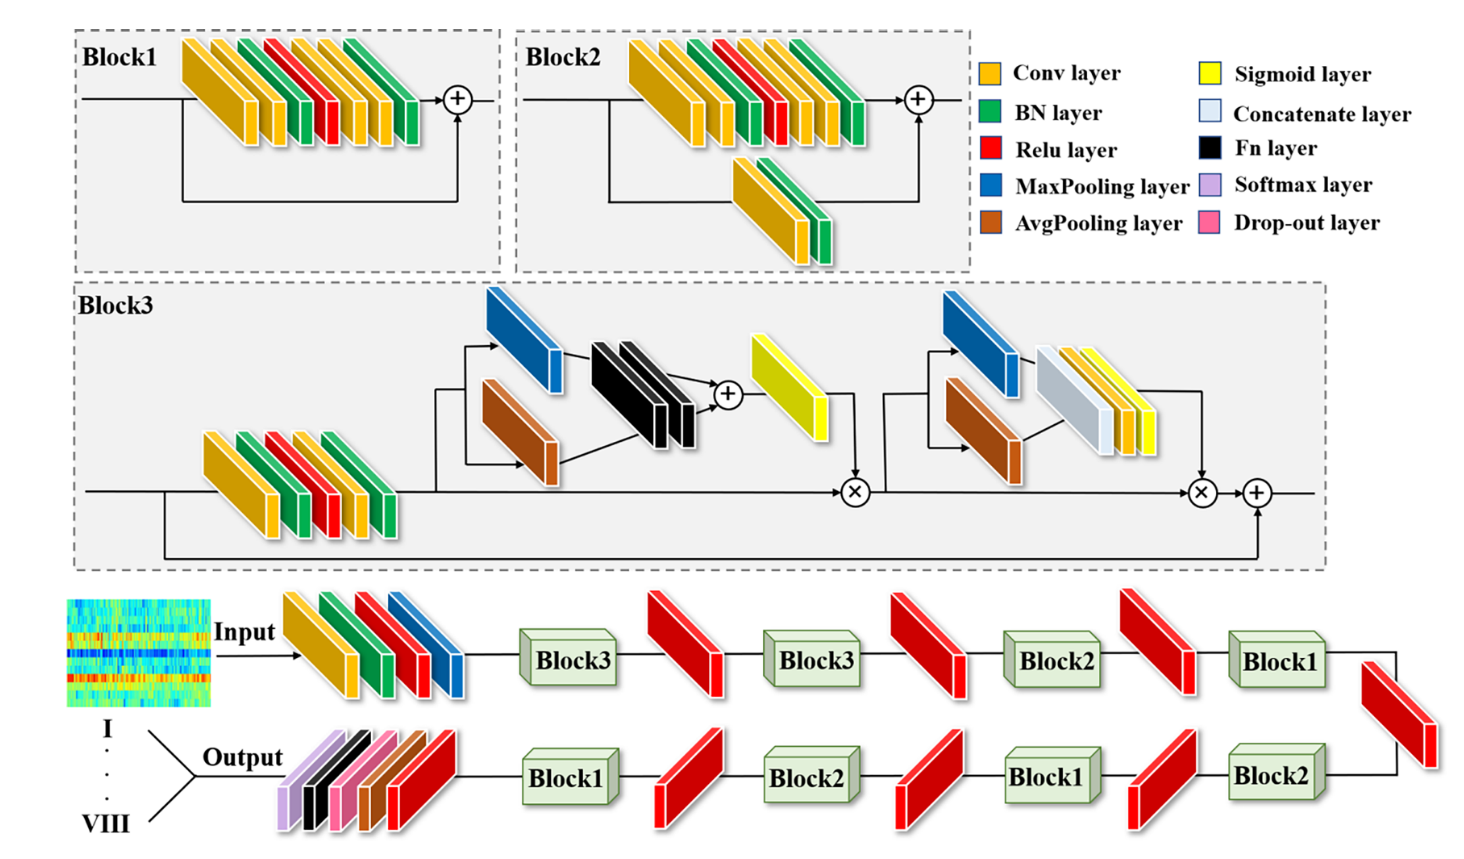 Block1
Block2
Conv layer
BN layer
Relu layer
MaxPooling layer
AvgPooling layer
Sigmoid layer
Concatenate layer
Fn layer
Softmax layer
Drop-out layer
Block3
Input
Block3
Block3
Block2
Block1
I
VIII
Output
Block1
Block2
Block1
Block2